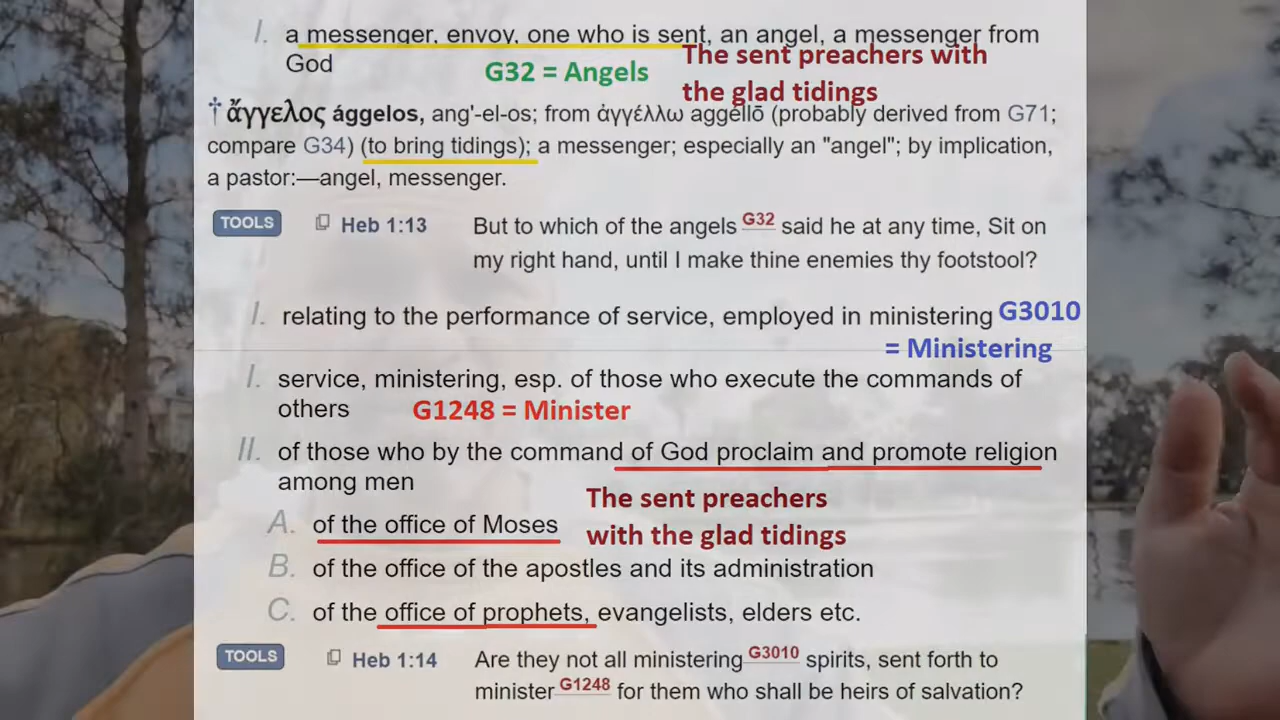 I. a messenger, envoy, one who is sent, an angel, a messenger from
God
G32 = Angels
The sent preachers with
the glad tidings
† ἄγγελος ággelos, ang'-el-os; from ἀγγέλλω aggéllō (probably derived from G71;
compare G34) (to bring tidings); a messenger; especially an "angel"; by implication,
a pastor:—angel, messenger.
TOOLS Heb 1:13 But to which of the angels G32 said he at any time, Sit on
my right hand, until I make thine enemies thy footstool?
I. relating to the performance of service, employed in ministering G3010
= Ministering
I. service, ministering, esp. of those who execute the commands of
others G1248 = Minister
II. of those who by the command of God proclaim and promote religion
among men
The sent preachers
with the glad tidings
A. of the office of Moses
B. of the office of the apostles and its administration
C. of the office of prophets, evangelists, elders etc.
TOOLS Heb 1:14 Are they not all ministering G3010 spirits, sent forth to
minister G1248 for them who shall be heirs of salvation?